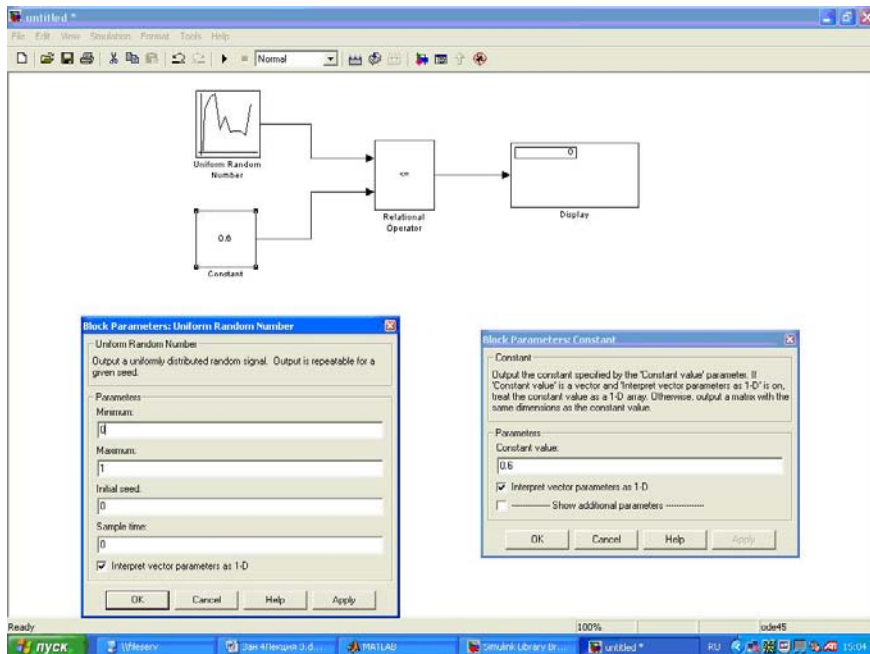 untitled *
File Edit View Simulation Format Tools Help
Normal
Uniform Random
Number
0.6
Constant
<=
Relational
Operator
0
Display
Block Parameters: Uniform Random Number
Uniform Random Number
Output a uniformly distributed random signal. Output is repeatable for a
given seed.
Parameters
Minimum:
0
Maximum:
1
Initial seed:
0
Sample time:
0
Interpret vector parameters as 1-D
OK Cancel Help Apply
Block Parameters: Constant
Constant
Output the constant specified by the 'Constant value' parameter. If
'Constant value' is a vector and 'Interpret vector parameters as 1-D' is on,
treat the constant value as a 1-D array. Otherwise, output a matrix with the
same dimensions as the constant value.
Parameters
Constant value:
0.6
Interpret vector parameters as 1-D
------------- Show additional parameters -------------
OK Cancel Help Apply
Ready 100% ode45
пуск \\fileserv Зан 4Лекция 3.d... MATLAB Simulink Library Br... untitled * RU 15:04